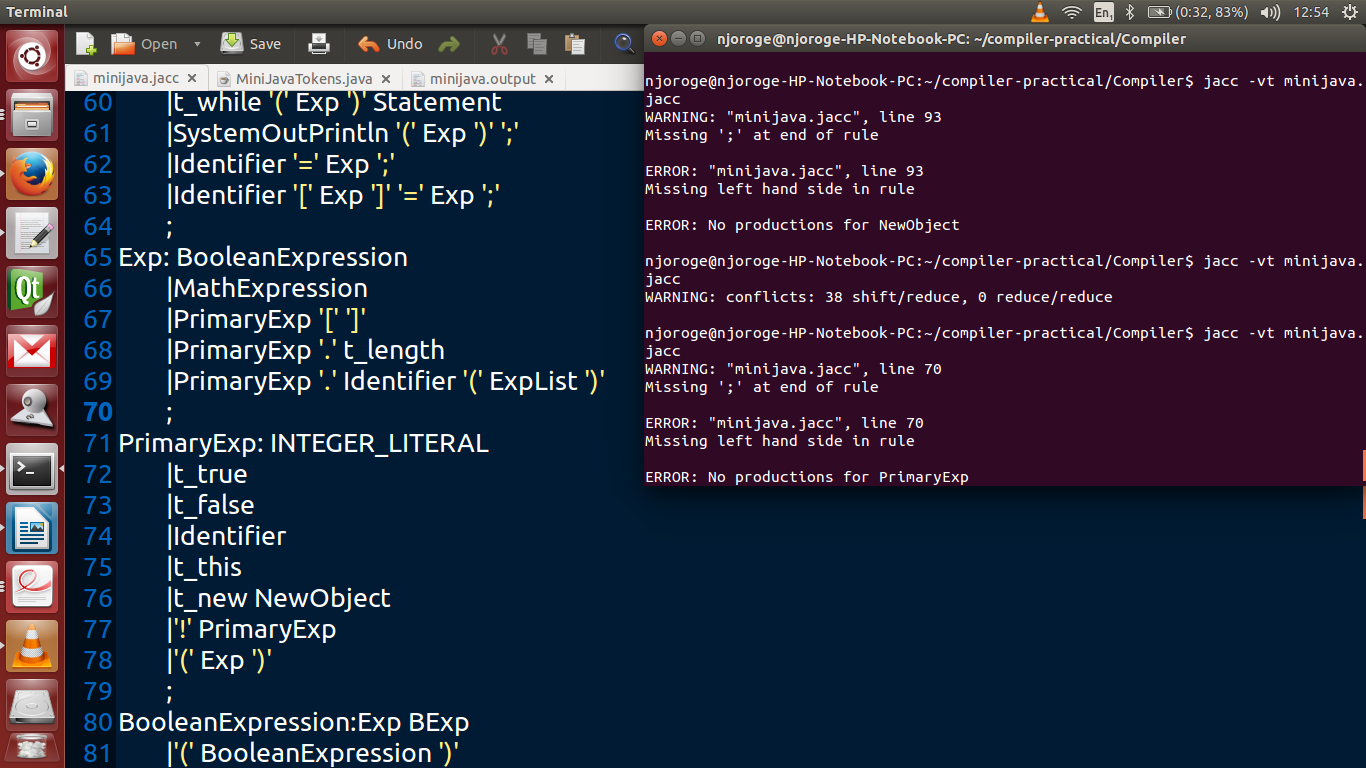 Terminal
En1
(0:32, 83%)
12:54
Open
Save
Undo
minijava.jacc
MiniJavaTokens.java
minijava.output
60 |t_while '(' Exp ')' Statement
61 |SystemOutPrintln '(' Exp ')' ';'
62 |Identifier '=' Exp ';'
63 |Identifier '[' Exp ']' '=' Exp ';'
64 ;
65 Exp: BooleanExpression
66 |MathExpression
67 |PrimaryExp '[' ']'
68 |PrimaryExp '.' t_length
69 |PrimaryExp '.' Identifier '(' ExpList ')'
70 ;
71 PrimaryExp: INTEGER_LITERAL
72 |t_true
73 |t_false
74 |Identifier
75 |t_this
76 |t_new NewObject
77 |'!' PrimaryExp
78 |'(' Exp ')'
79 ;
80 BooleanExpression:Exp BExp
81 |'(' BooleanExpression ')'
njoroge@njoroge-HP-Notebook-PC: ~/compiler-practical/Compiler
njoroge@njoroge-HP-Notebook-PC:~/compiler-practical/Compiler$ jacc -vt minijava.
jacc
WARNING: "minijava.jacc", line 93
Missing ';' at end of rule
ERROR: "minijava.jacc", line 93
Missing left hand side in rule
ERROR: No productions for NewObject
njoroge@njoroge-HP-Notebook-PC:~/compiler-practical/Compiler$ jacc -vt minijava.
jacc
WARNING: conflicts: 38 shift/reduce, 0 reduce/reduce
njoroge@njoroge-HP-Notebook-PC:~/compiler-practical/Compiler$ jacc -vt minijava.
jacc
WARNING: "minijava.jacc", line 70
Missing ';' at end of rule
ERROR: "minijava.jacc", line 70
Missing left hand side in rule
ERROR: No productions for PrimaryExp
Qt